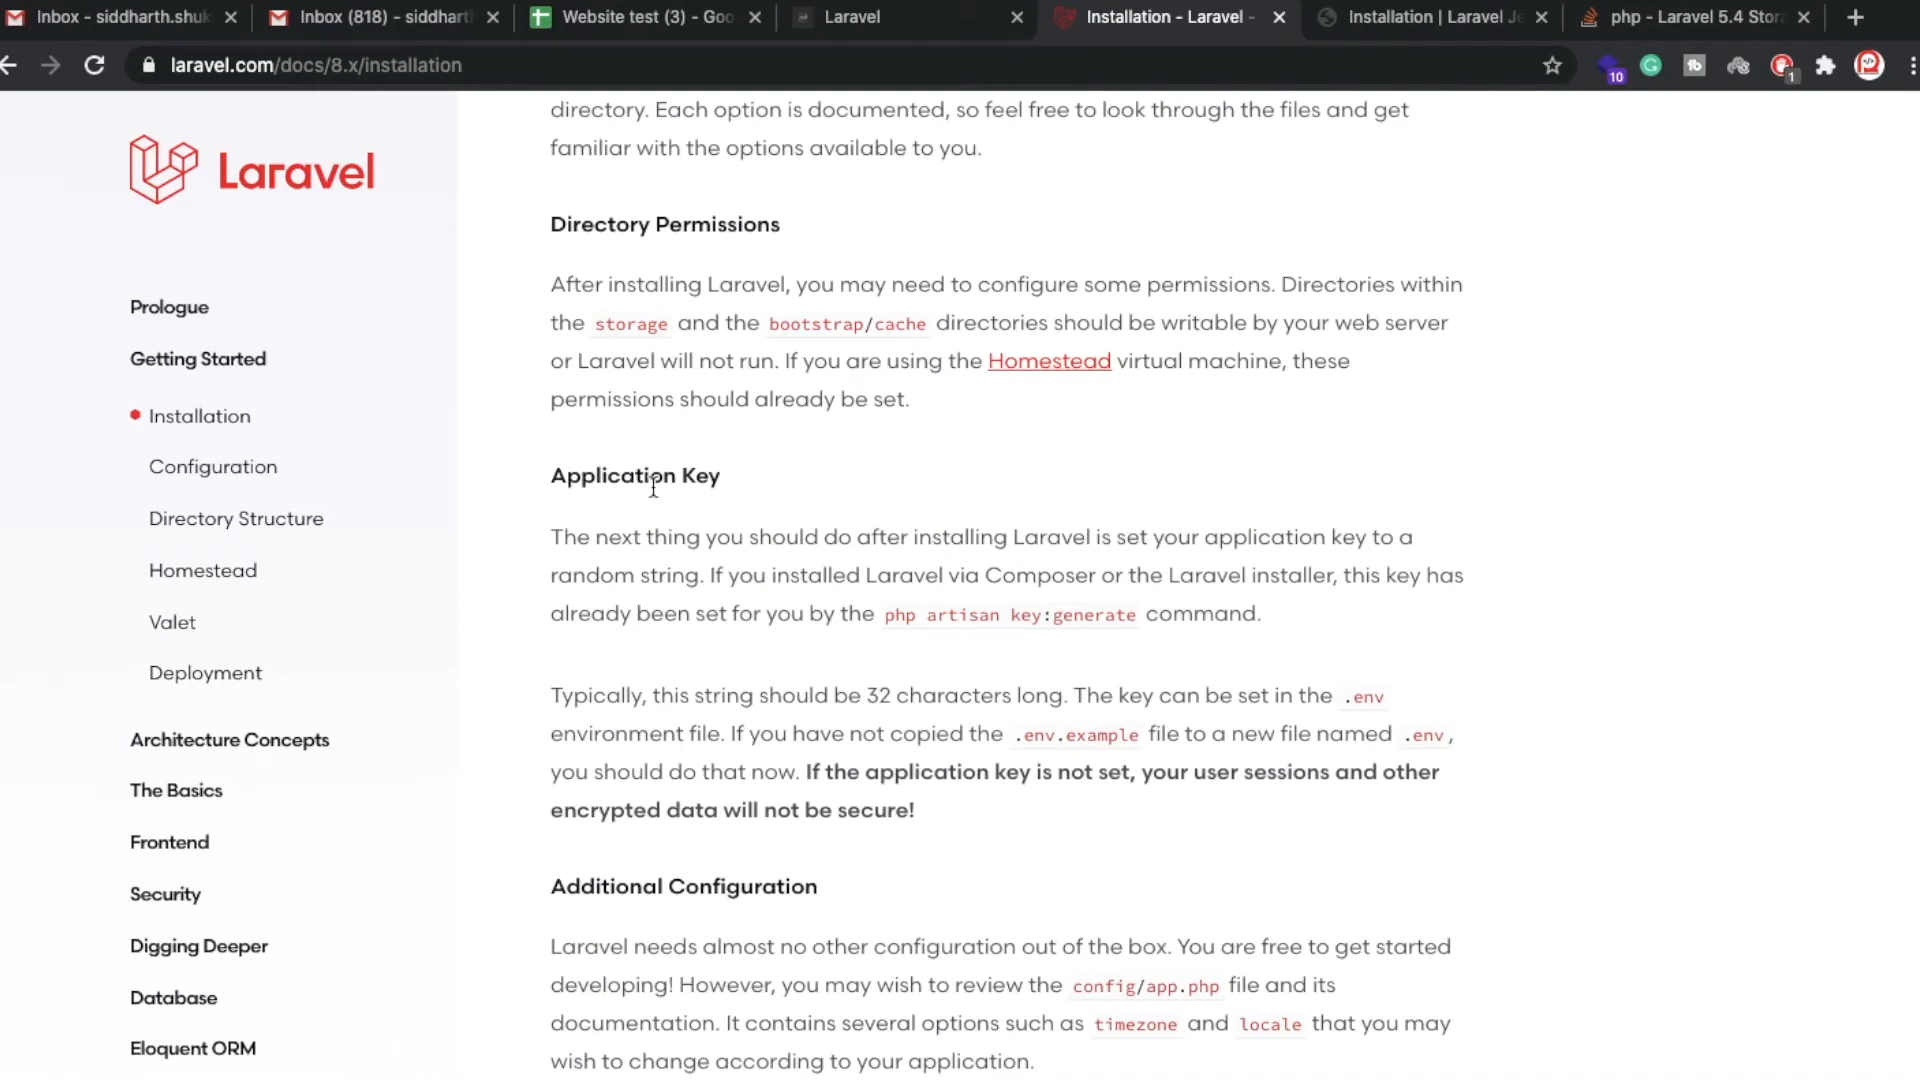 Inbox - siddharth.shuk
Inbox (818) - siddhart
Website test (3) - Goo
Laravel
Installation - Laravel -
Installation | Laravel Je
php - Laravel 5.4 Stor
laravel.com/docs/8.x/installation
10
1
Laravel
Prologue
Getting Started
Installation
Configuration
Directory Structure
Homestead
Valet
Deployment
Architecture Concepts
The Basics
Frontend
Security
Digging Deeper
Database
Eloquent ORM
directory. Each option is documented, so feel free to look through the files and get
familiar with the options available to you.
Directory Permissions
After installing Laravel, you may need to configure some permissions. Directories within
the storage and the bootstrap/cache directories should be writable by your web server
or Laravel will not run. If you are using the Homestead virtual machine, these
permissions should already be set.
Application Key
The next thing you should do after installing Laravel is set your application key to a
random string. If you installed Laravel via Composer or the Laravel installer, this key has
already been set for you by the php artisan key:generate command.
Typically, this string should be 32 characters long. The key can be set in the .env
environment file. If you have not copied the .env.example file to a new file named .env,
you should do that now. If the application key is not set, your user sessions and other
encrypted data will not be secure!
Additional Configuration
Laravel needs almost no other configuration out of the box. You are free to get started
developing! However, you may wish to review the config/app.php file and its
documentation. It contains several options such as timezone and locale that you may
wish to change according to your application.